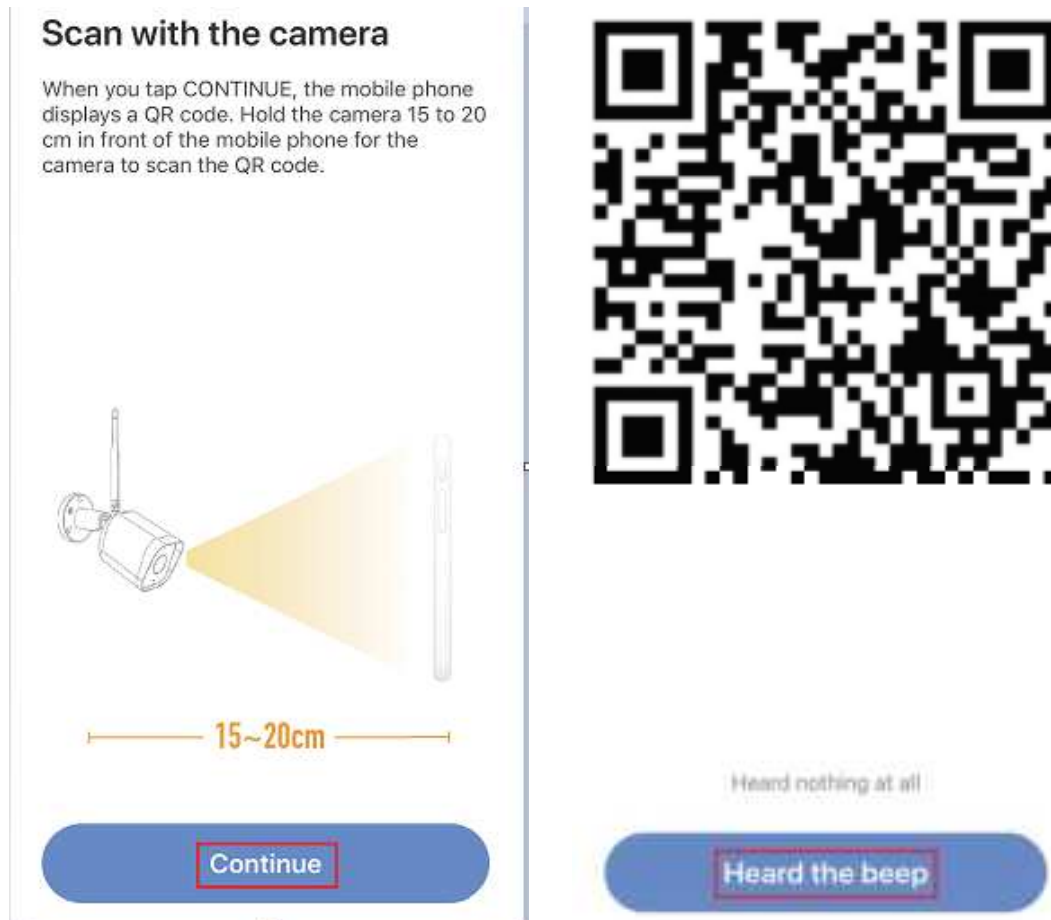 Scan with the camera
When you tap CONTINUE, the mobile phone
displays a QR code. Hold the camera 15 to 20
cm in front of the mobile phone for the
camera to scan the QR code.
15~20cm
Continue
Heard nothing at all
Heard the beep